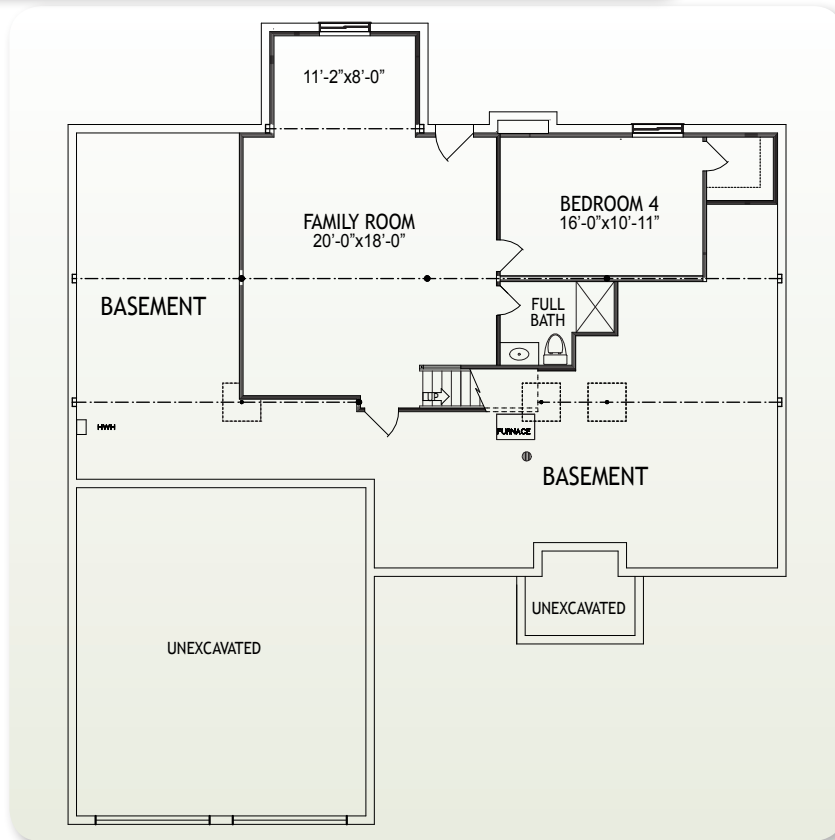 11'-2"x8'-0"
FAMILY ROOM
20'-0"x18'-0"
BEDROOM 4
16'-0"x10'-11"
BASEMENT
FULL
BATH
UP
HWH
FURNACE
BASEMENT
UNEXCAVATED
UNEXCAVATED